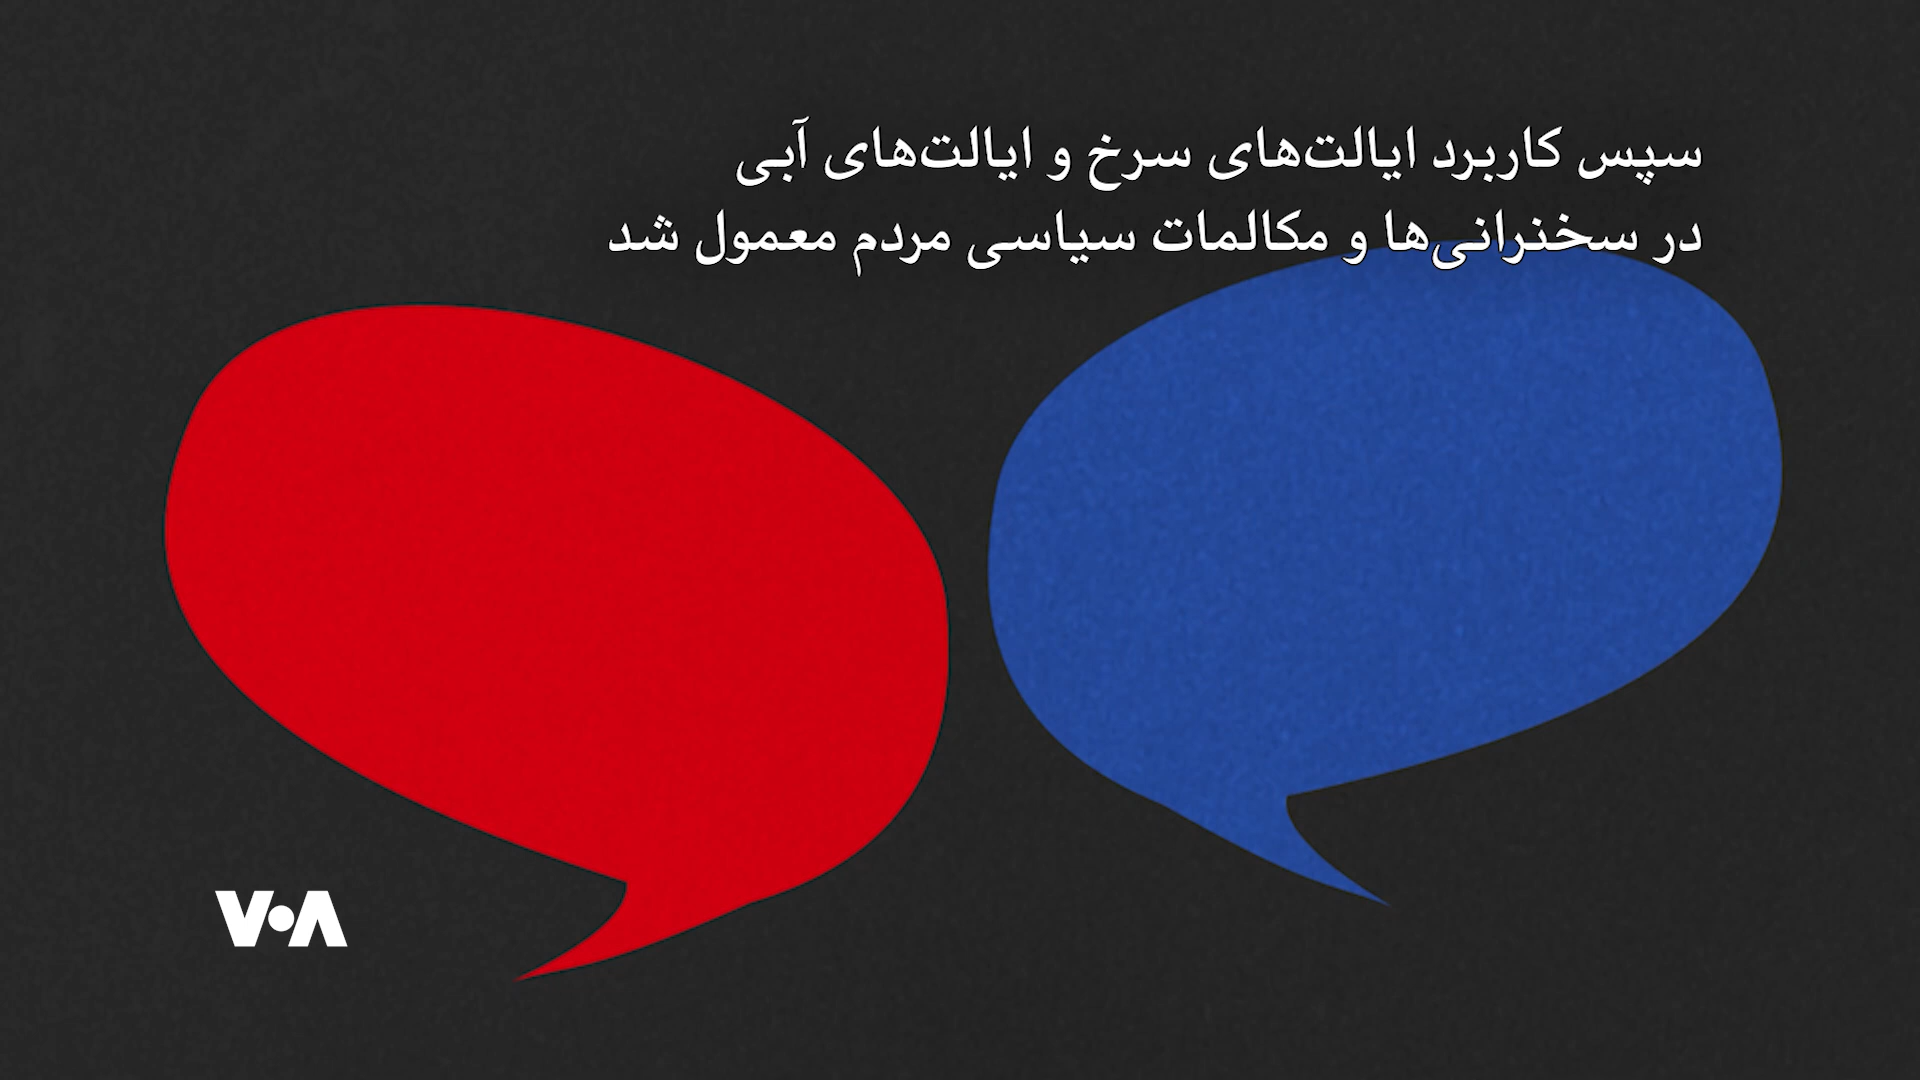 سپس کاربرد ایالت‌های سرخ و ایالت‌های آبی
در سخنرانی‌ها و مکالمات سیاسی مردم معمول شد
VOA